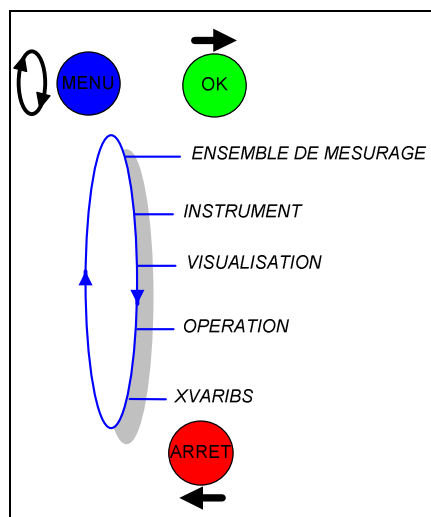 MENU
OK
ENSEMBLE DE MESURAGE
INSTRUMENT
VISUALISATION
OPERATION
XVARIBS
ARRET